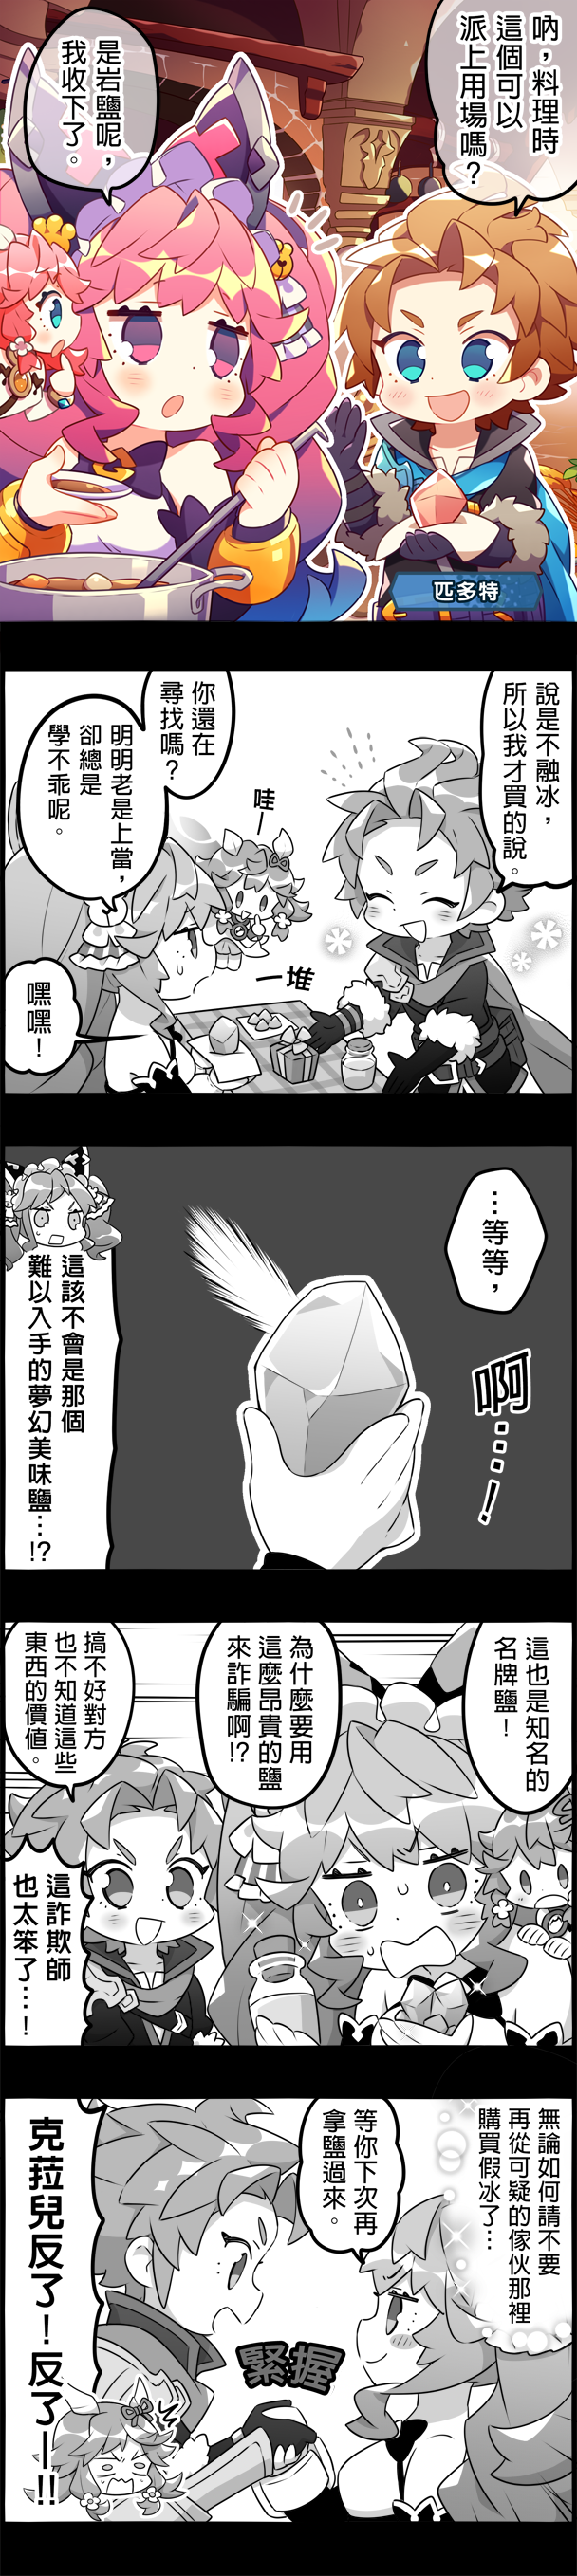 吶，料理時
這個可以
派上用場嗎？
是岩鹽呢，
我收下了。
匹多特
說是不融冰，
所以我才買的說。
你還在
尋找嗎？
明明老是上當，
卻總是
學不乖呢。
哇ー
一堆
嘿嘿！
…等等，
啊……！
這該不會是那個
難以入手的夢幻美味鹽…!?
這也是知名的
名牌鹽！
為什麼要用
這麼昂貴的鹽
來詐騙啊!?
搞不好對方
也不知道這些
東西的價值。
這詐欺師
也太笨了…！
無論如何請不要
再從可疑的傢伙那裡
購買假冰了…
等你下次再
拿鹽過來。
緊握
克菈兒反了！反了ー!!